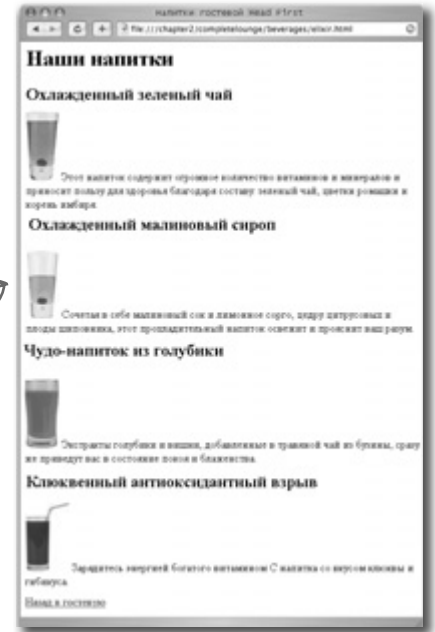 напитки гостевой Head First
file:///chapter2/completelounge/beverages/elixir.html
Наши напитки
Охлажденный зеленый чай
Этот напиток содержит огромное количество витаминов и минералов и
приносит пользу для здоровья благодаря составу зеленый чай, цветки ромашки и
корень имбиря
Охлажденный малиновый сироп
Сочетая в себе малиновый сок и лимонное сорго, цедру цитрусовых и
плоды шиповника, этот прохладительный напиток освежит и прояснит ваш разум.
Чудо-напиток из голубики
Экстракты голубики и вишни, добавленные в травяной чай из бузины, сразу
же приведут вас в состояние покоя и блаженства.
Клюквенный антиоксидантный взрыв
Зарядитесь энергией богатого витамином C напитка со вкусом клюквы и
гибикуса.
Назад в гостевую